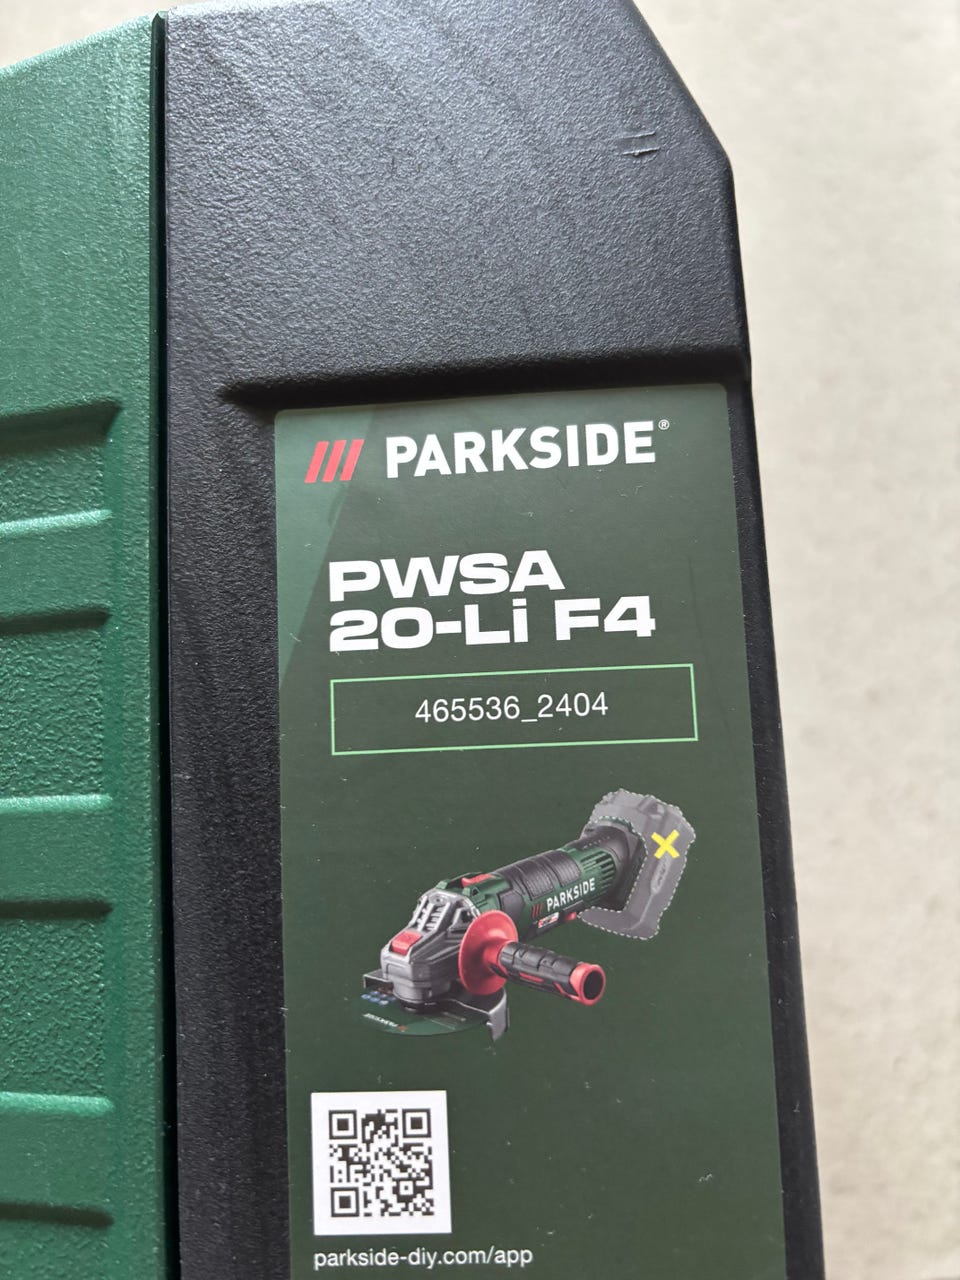 PARKSIDE®
PWSA
20-Li F4
465536_2404
PARKSIDE
parkside-diy.com/app